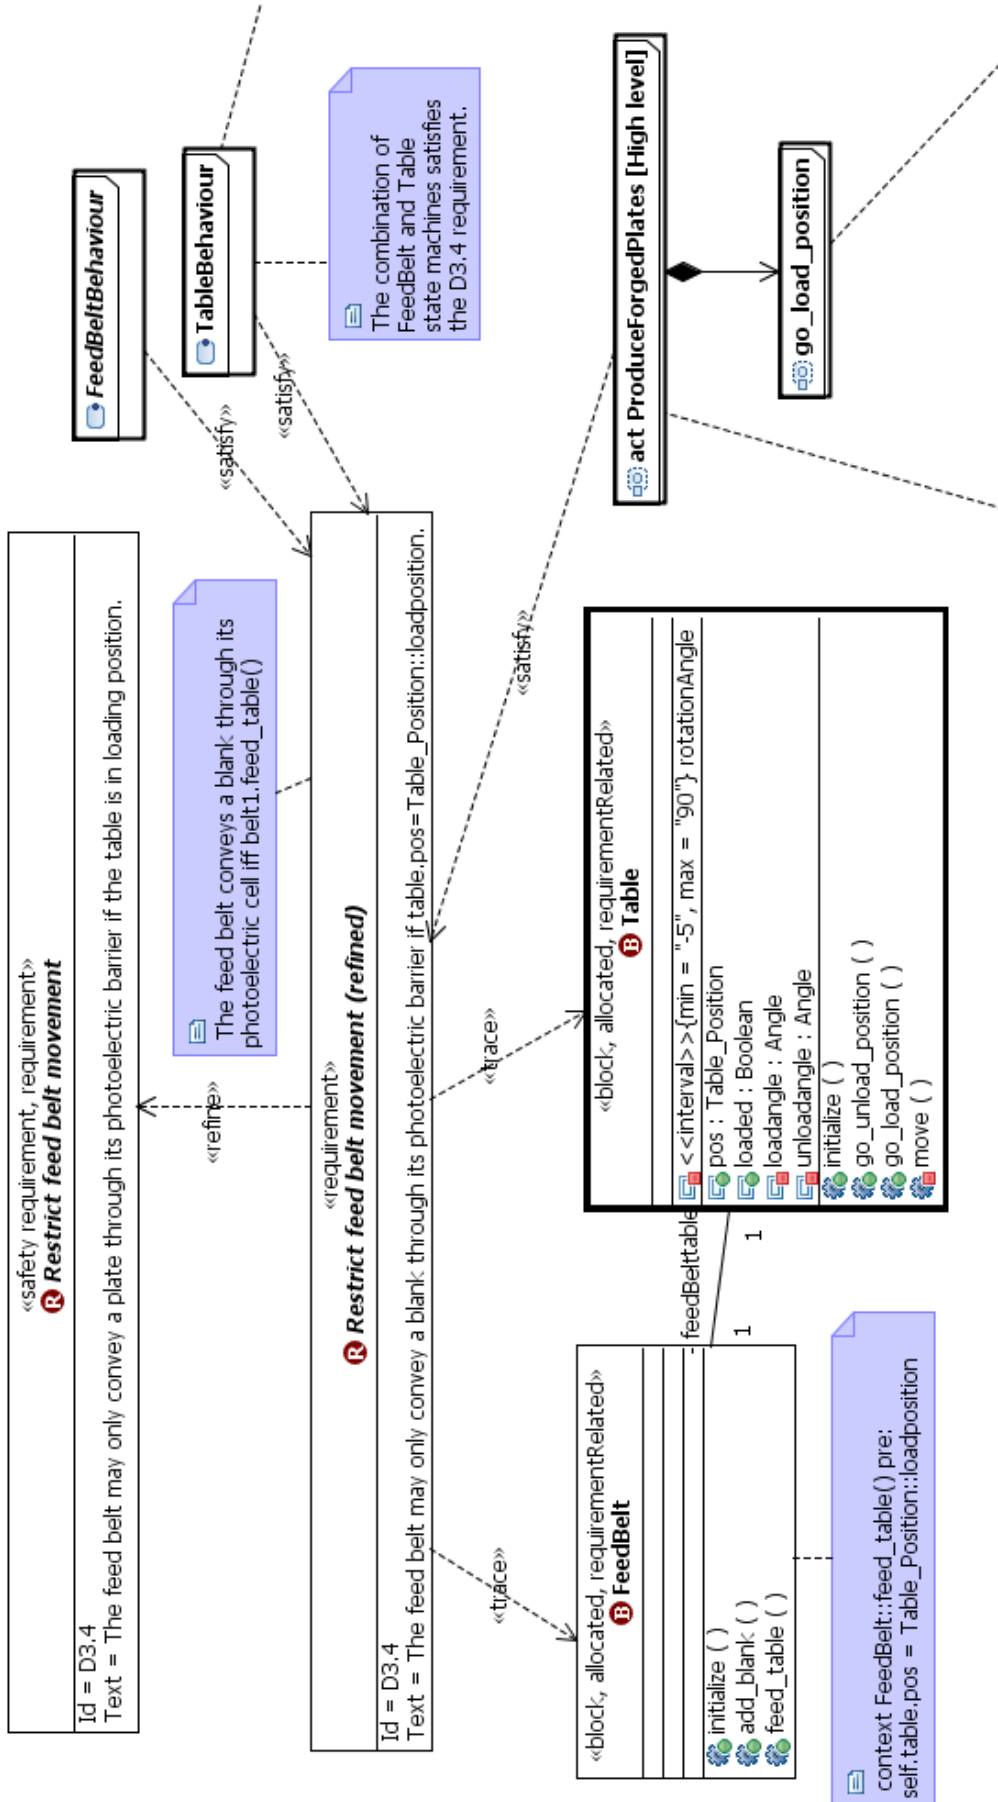 «safety requirement, requirement»
R Restrict feed belt movement
Id = D3.4
Text = The feed belt may only convey a plate through its photoelectric barrier if the table is in loading position.
«refine»
The feed belt conveys a blank through its
photoelectric cell iff belt1.feed_table()
FeedBeltBehaviour
TableBehaviour
«satisfy»
«satisfy»
The combination of
FeedBelt and Table
state machines satisfies
the D3.4 requirement.
«requirement»
R Restrict feed belt movement (refined)
Id = D3.4
Text = The feed belt may only convey a blank through its photoelectric barrier if table.pos=Table_Position::loadposition.
«trace»
«trace»
«satisfy»
«block, allocated, requirementRelated»
B FeedBelt
initialize ( )
add_blank ( )
feed_table ( )
- feedBelttable
1
1
«block, allocated, requirementRelated»
B Table
< <interval> >{min = "-5", max = "90"} rotationAngle
pos : Table_Position
loaded : Boolean
loadangle : Angle
unloadangle : Angle
initialize ( )
go_unload_position ( )
go_load_position ( )
move ( )
act ProduceForgedPlates [High level]
go_load_position
context FeedBelt::feed_table() pre:
self.table.pos = Table_Position::loadposition